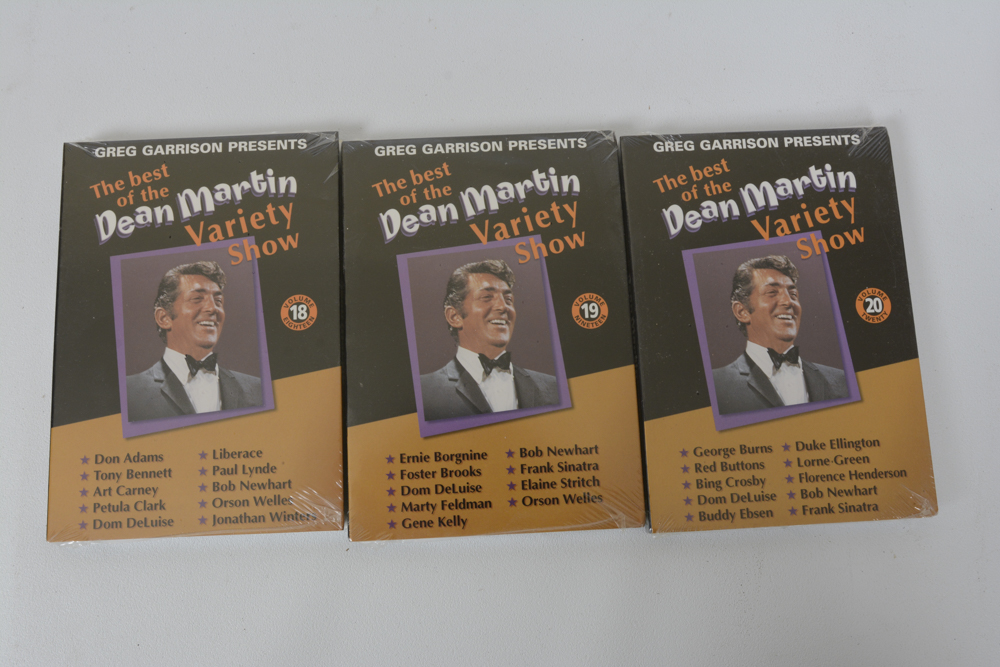 GREG GARRISON PRESENTS
The best
of the
Dean Martin
Variety
Show
VOLUME
18
EIGHTEEN
★ Don Adams
★ Tony Bennett
★ Art Carney
★ Petula Clark
★ Dom DeLuise
★ Liberace
★ Paul Lynde
★ Bob Newhart
★ Orson Welles
★ Jonathan Winters
GREG GARRISON PRESENTS
The best
of the
Dean Martin
Variety
Show
VOLUME
19
NINETEEN
★ Ernie Borgnine
★ Foster Brooks
★ Dom DeLuise
★ Marty Feldman
★ Gene Kelly
★ Bob Newhart
★ Frank Sinatra
★ Elaine Stritch
★ Orson Welles
GREG GARRISON PRESENTS
The best
of the
Dean Martin
Variety
Show
VOLUME
20
TWENTY
★ George Burns
★ Red Buttons
★ Bing Crosby
★ Dom DeLuise
★ Buddy Ebsen
★ Duke Ellington
★ Lorne Green
★ Florence Henderson
★ Bob Newhart
★ Frank Sinatra